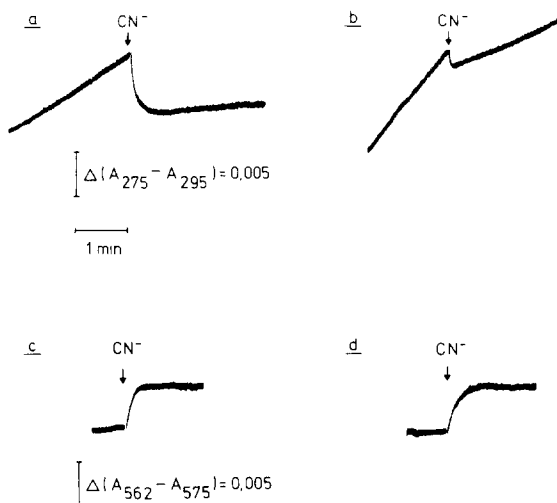 a CN⁻
b CN⁻
Δ(A275 − A295) = 0,005
1 min
c CN⁻
d CN⁻
Δ(A562 − A575) = 0,005